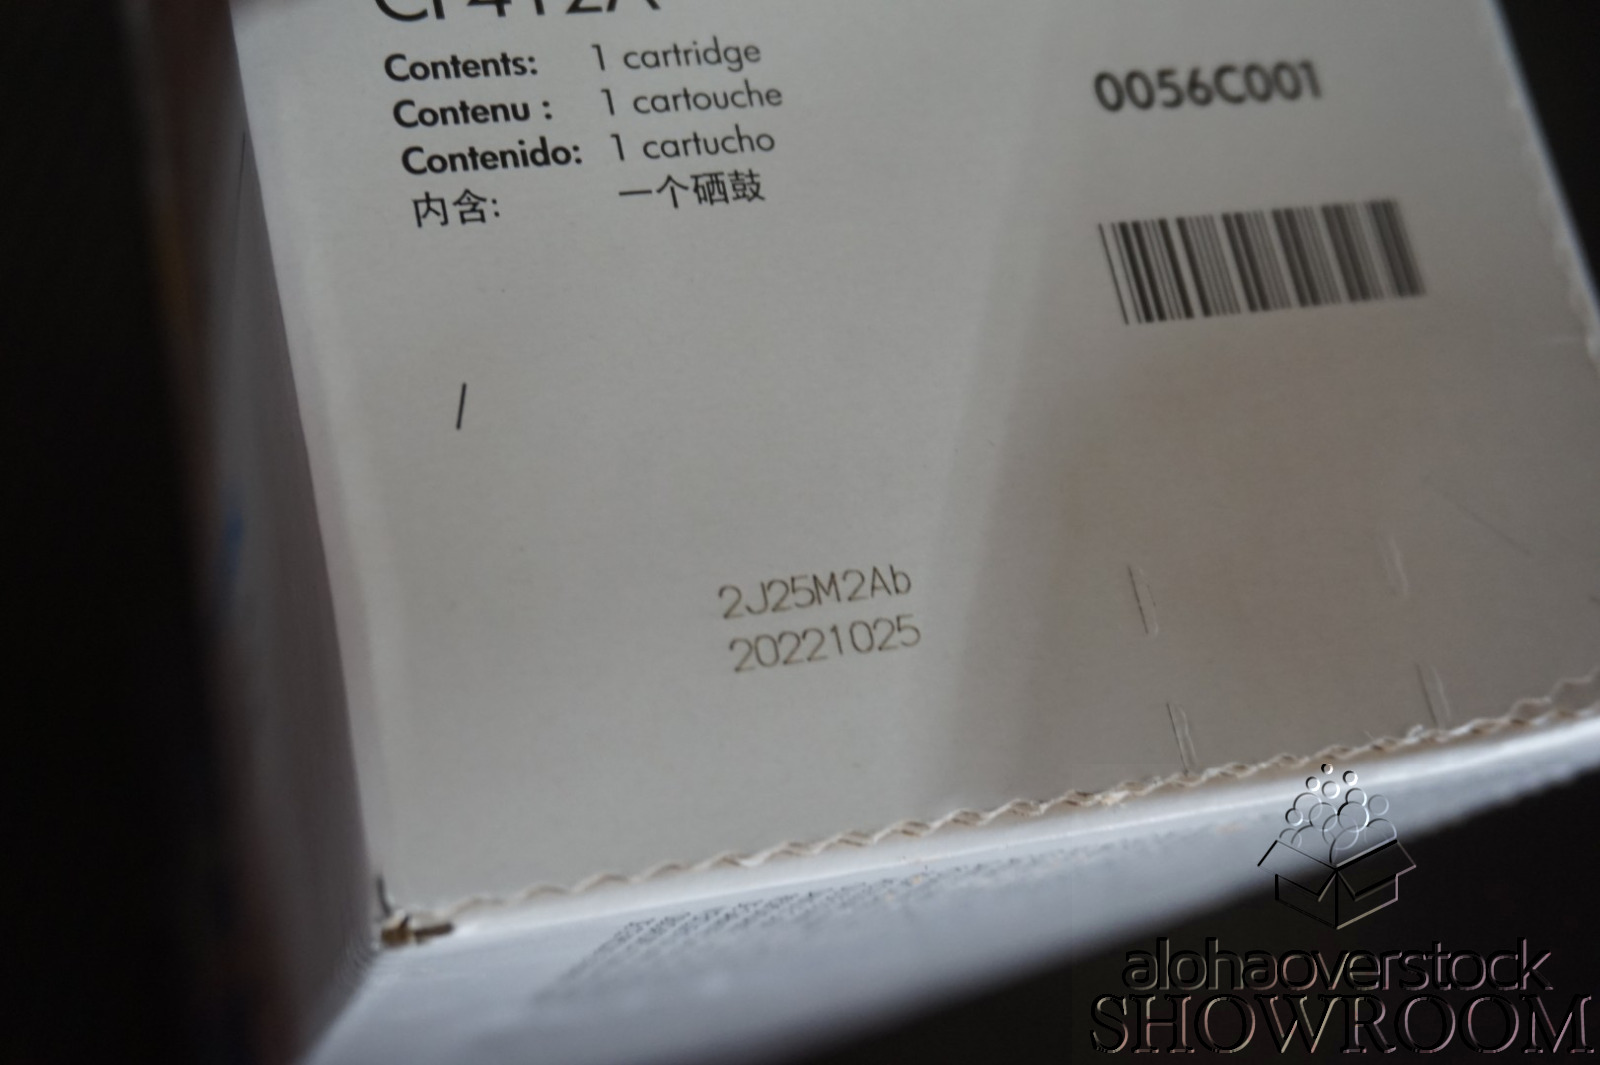 CF412A
Contents: 1 cartridge
Contenu : 1 cartouche
Contenido: 1 cartucho
内含: 一个硒鼓
/
0056C001
2J25M2Ab
20221025
alohaoverstock
SHOWROOM